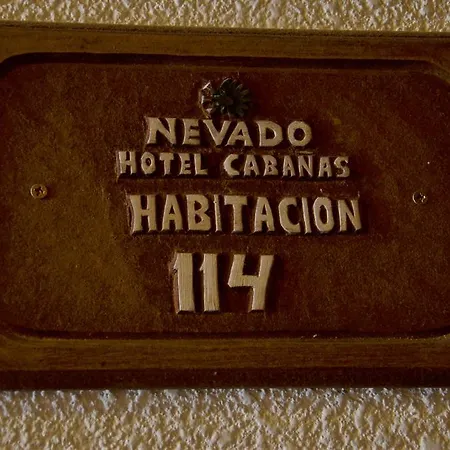 NEVADO
HOTEL CABAÑAS
HABITACION
114